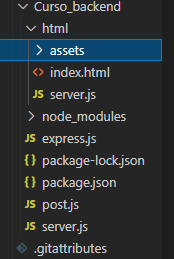 Curso_backend
html
assets
index.html
server.js
node_modules
express.js
package-lock.json
package.json
post.js
server.js
.gitattributes